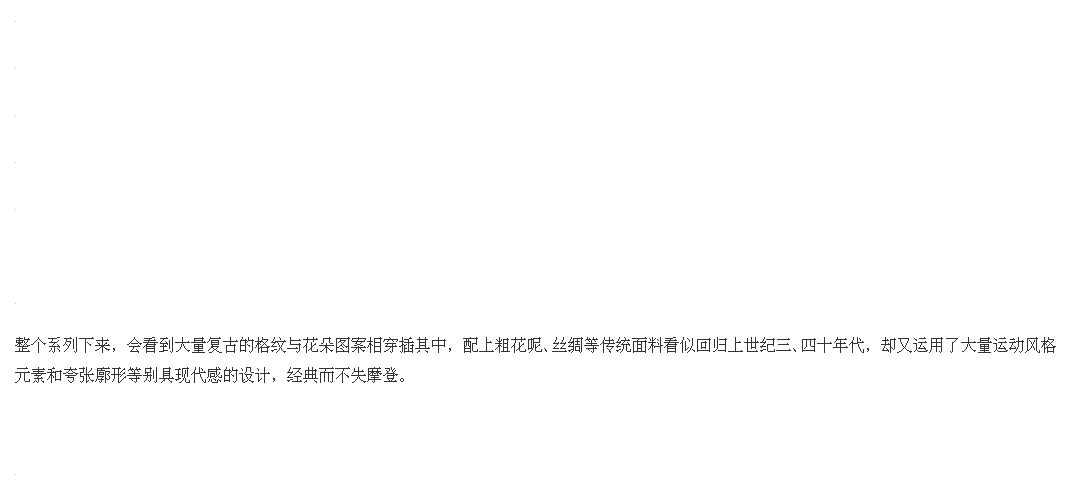 整个系列下来，会看到大量复古的格纹与花朵图案相穿插其中，配上粗花呢、丝绸等传统面料看似回归上世纪三、四十年代，却又运用了大量运动风格
元素和夸张廓形等别具现代感的设计，经典而不失摩登。